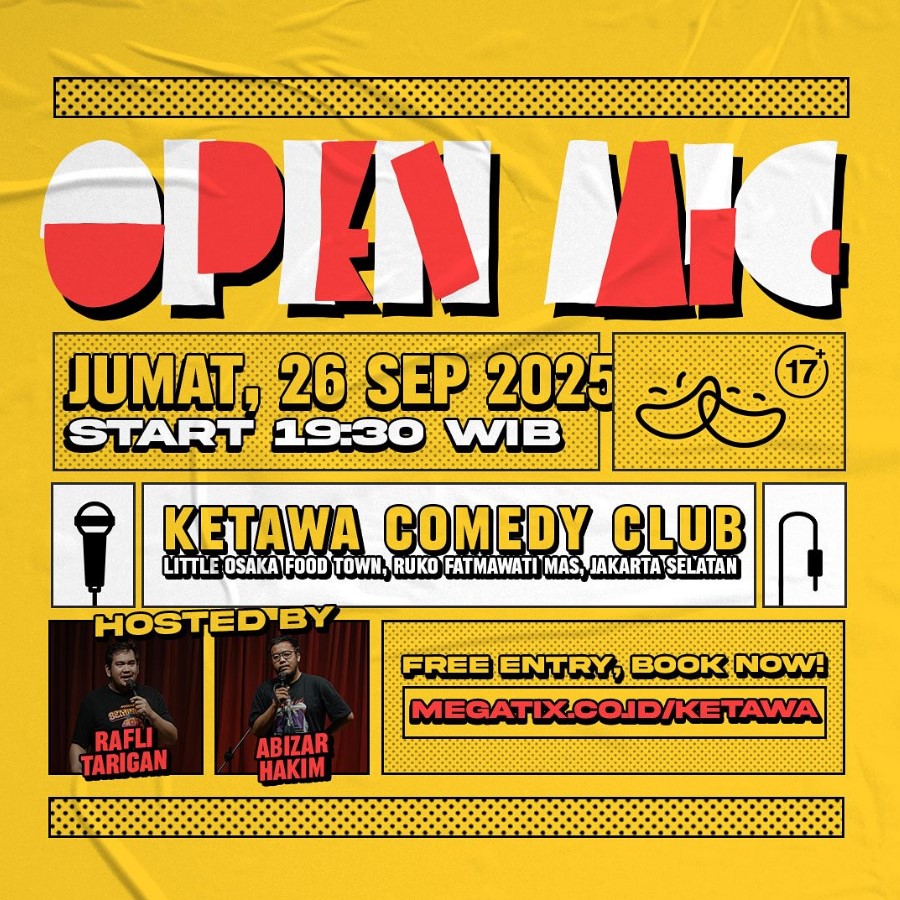 OPEN MIC
JUMAT, 26 SEP 2025
START 19:30 WIB
17+
KETAWA COMEDY CLUB
LITTLE OSAKA FOOD TOWN, RUKO FATMAWATI MAS, JAKARTA SELATAN
HOSTED BY
RAFLI
TARIGAN
ABIZAR
HAKIM
FREE ENTRY, BOOK NOW!
MEGATIX.CO.ID/KETAWA